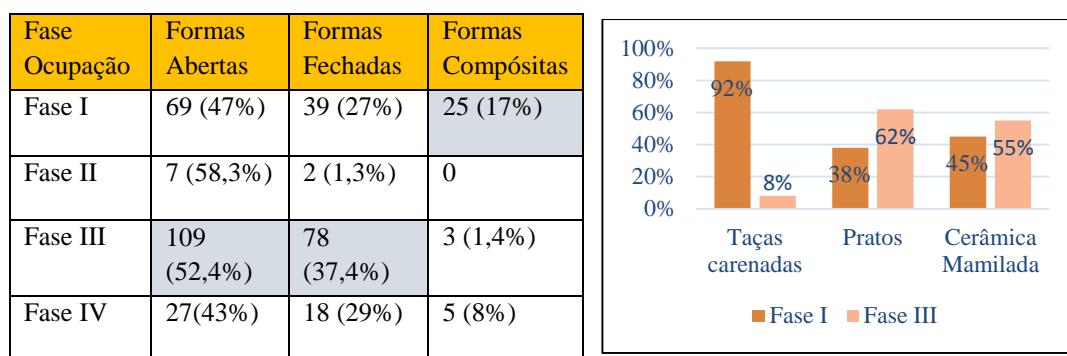 Fase Ocupação | Formas Abertas | Formas Fechadas | Formas Compósitas
Fase I | 69 (47%) | 39 (27%) | 25 (17%)
Fase II | 7 (58,3%) | 2 (1,3%) | 0
Fase III | 109 (52,4%) | 78 (37,4%) | 3 (1,4%)
Fase IV | 27(43%) | 18 (29%) | 5 (8%)
100%
80%
60%
40%
20%
0%
92%
8%
38%
62%
45%
55%
Taças carenadas
Pratos
Cerâmica Mamilada
Fase I
Fase III